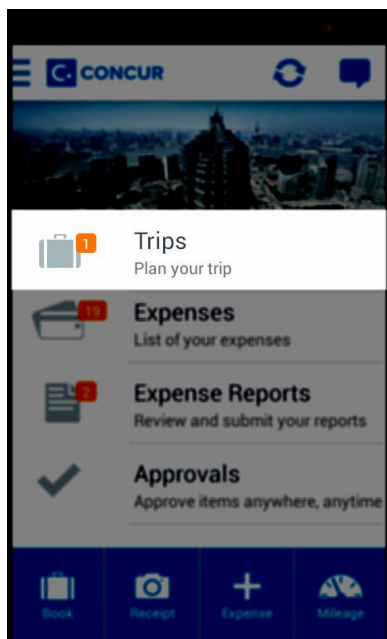 CONCUR
1
Trips
Plan your trip
19
Expenses
List of your expenses
2
Expense Reports
Review and submit your reports
Approvals
Approve items anywhere, anytime
Book
Receipt
Expense
Mileage